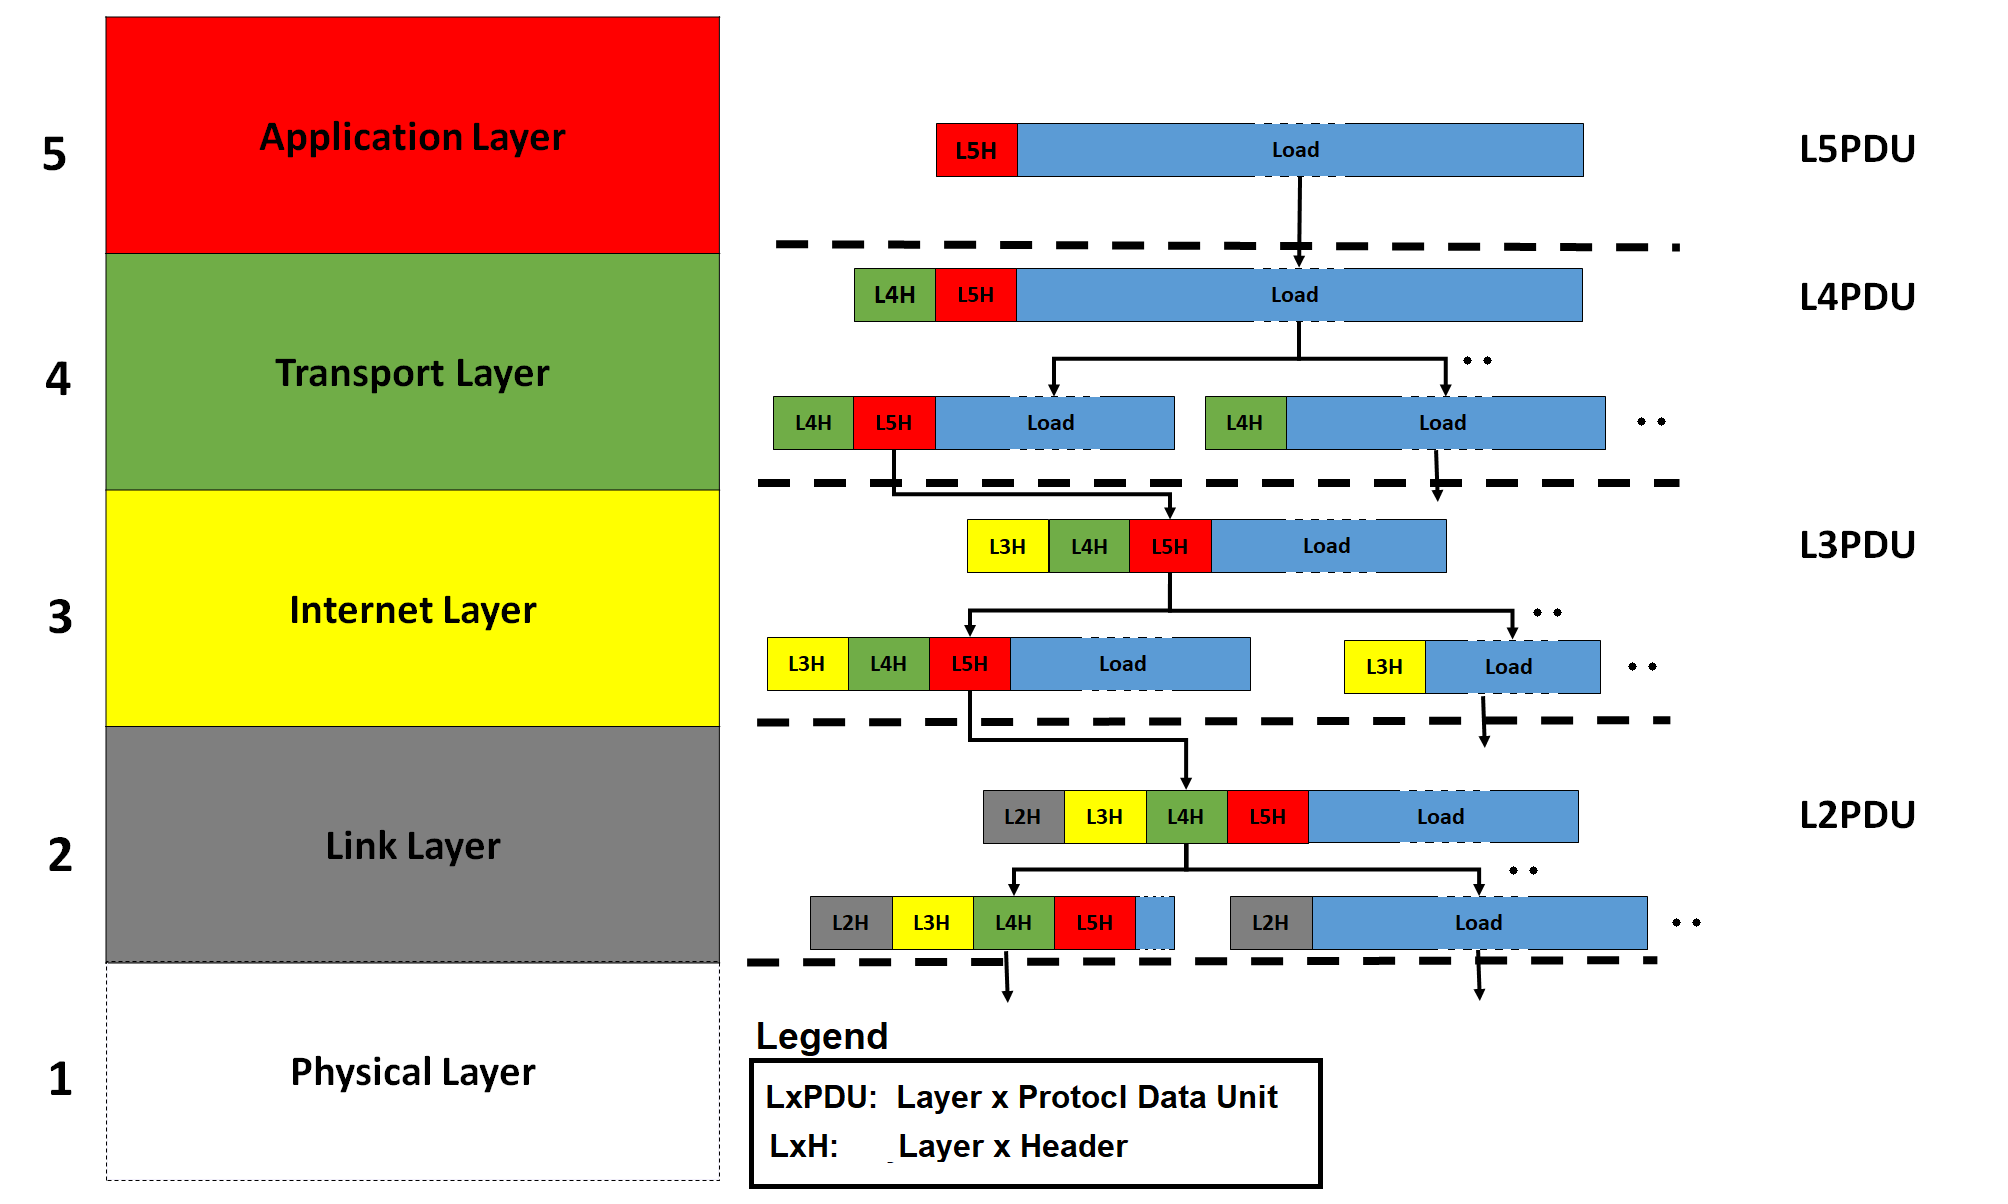 5
Application Layer
L5H
Load
L5PDU
L4H
L5H
Load
L4PDU
4
Transport Layer
L4H
L5H
Load
L4H
Load
L3H
L4H
L5H
Load
L3PDU
3
Internet Layer
L3H
L4H
L5H
Load
L3H
Load
L2H
L3H
L4H
L5H
Load
L2PDU
2
Link Layer
L2H
L3H
L4H
L5H
L2H
Load
1
Physical Layer
Legend
LxPDU: Layer x Protocl Data Unit
LxH: Layer x Header